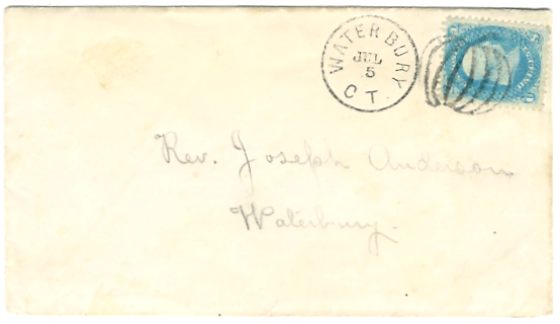 WATERBURY
JUL
5
CT.
Rev. Joseph Anderson
Waterbury.